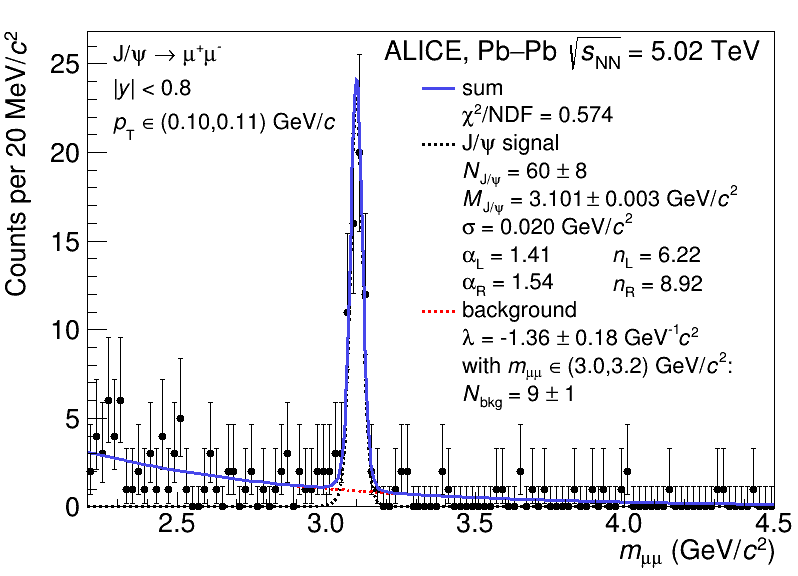 ALICE, Pb–Pb √s_NN = 5.02 TeV
J/ψ → μ⁺μ⁻
|y| < 0.8
p_T ∈ (0.10,0.11) GeV/c
sum
χ²/NDF = 0.574
J/ψ signal
N_J/ψ = 60 ± 8
M_J/ψ = 3.101 ± 0.003 GeV/c²
σ = 0.020 GeV/c²
α_L = 1.41 n_L = 6.22
α_R = 1.54 n_R = 8.92
background
λ = -1.36 ± 0.18 GeV⁻¹c²
with m_μμ ∈ (3.0,3.2) GeV/c²:
N_bkg = 9 ± 1
Counts per 20 MeV/c²
25
20
15
10
5
0
2.5 3.0 3.5 4.0 4.5
m_μμ (GeV/c²)